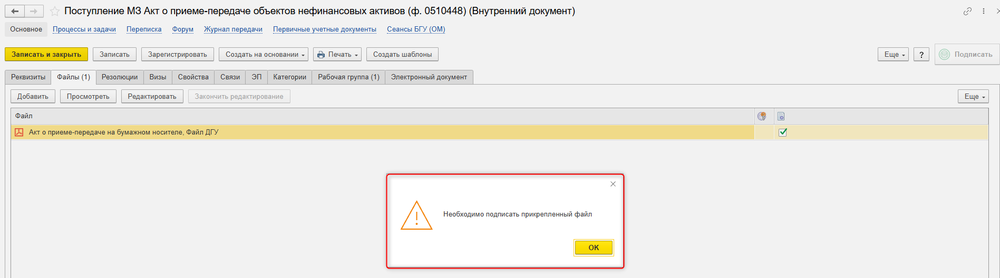 Поступление МЗ Акт о приеме-передаче объектов нефинансовых активов (ф. 0510448) (Внутренний документ)
Основное Процессы и задачи Переписка Форум Журнал передачи Первичные учетные документы Сеансы БГУ (ОМ)
Записать и закрыть Записать Зарегистрировать Создать на основании Печать Создать шаблоны Еще ? Подписать
Реквизиты Файлы (1) Резолюции Визы Свойства Связи ЭП Категории Рабочая группа (1) Электронный документ
Добавить Просмотреть Редактировать Закончить редактирование Еще
Файл
Акт о приеме-передаче на бумажном носителе, Файл ДГУ
Необходимо подписать прикрепленный файл
ОК